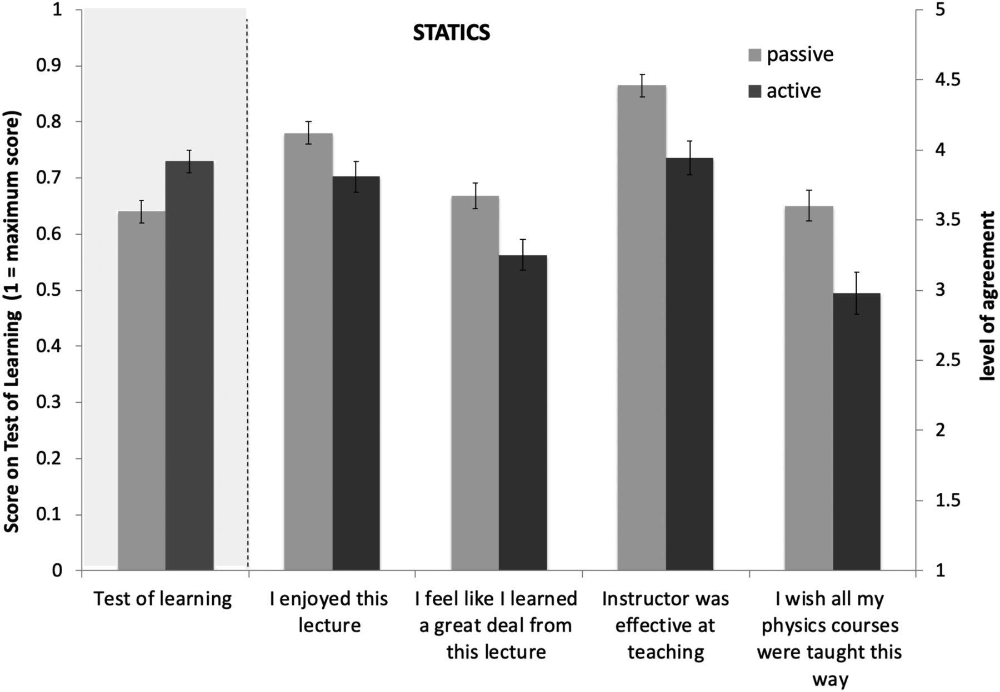 STATICS
passive
active
Score on Test of Learning (1 = maximum score)
1
0.9
0.8
0.7
0.6
0.5
0.4
0.3
0.2
0.1
0
5
4.5
4
3.5
3
2.5
2
1.5
1
level of agreement
Test of learning
I enjoyed this
lecture
I feel like I learned
a great deal from
this lecture
Instructor was
effective at
teaching
I wish all my
physics courses
were taught this
way